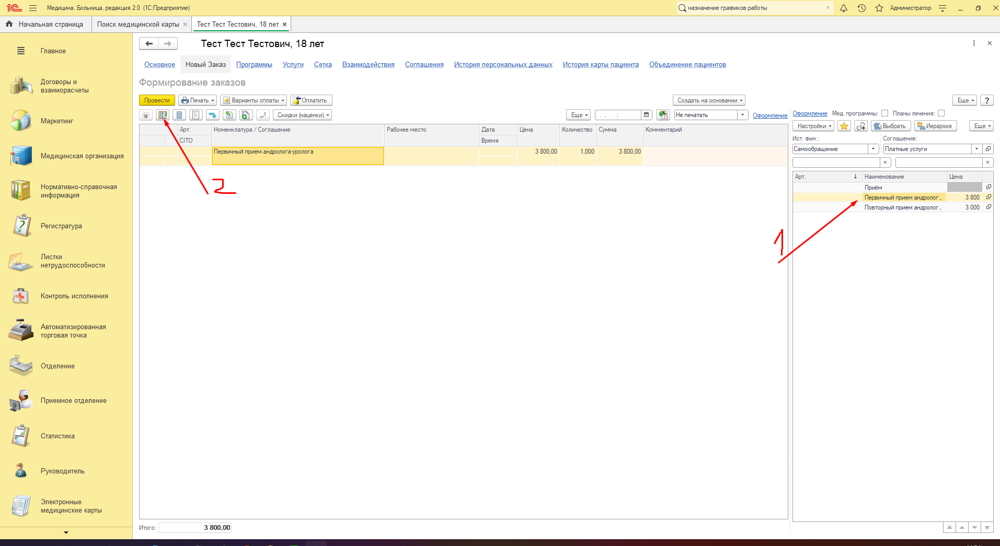 1С Медицина. Больница, редакция 2.0 (1С:Предприятие) назначение графиков работы × Администратор
Начальная страница Поиск медицинской карты × Тест Тест Тестович, 18 лет ×
Главное
Договоры и
взаиморасчеты
Маркетинг
Медицинская организация
Нормативно-справочная
информация
Регистратура
Листки
нетрудоспособности
Контроль исполнения
Автоматизированная
торговая точка
Отделение
Приемное отделение
Статистика
Руководитель
Электронные
медицинские карты
Тест Тест Тестович, 18 лет
Основное Новый Заказ Программы Услуги Сетка Взаимодействия Соглашения История персональных данных История карты пациента Объединение пациентов
Формирование заказов
Провести Печать Варианты оплаты Оплатить Создать на основании Еще ?
Скидки (наценки) Еще . . : Не печатать Оформление
Арт. Номенклатура / Соглашение Рабочее место Дата Цена Количество Сумма Комментарий
CITO Время
Первичный прием андролога-уролога 3 800,00 1,000 3 800,00
2
1
Итого: 3 800,00
Оформление Мед. программы: Планы лечения:
Настройки Выбрать Иерархия Еще
Ист. фин.: Соглашение:
Самообращение Платные услуги
Арт. ↓ Наименование Цена
Приём
Первичный прием андролог... 3 800
Повторный прием андролог... 3 000